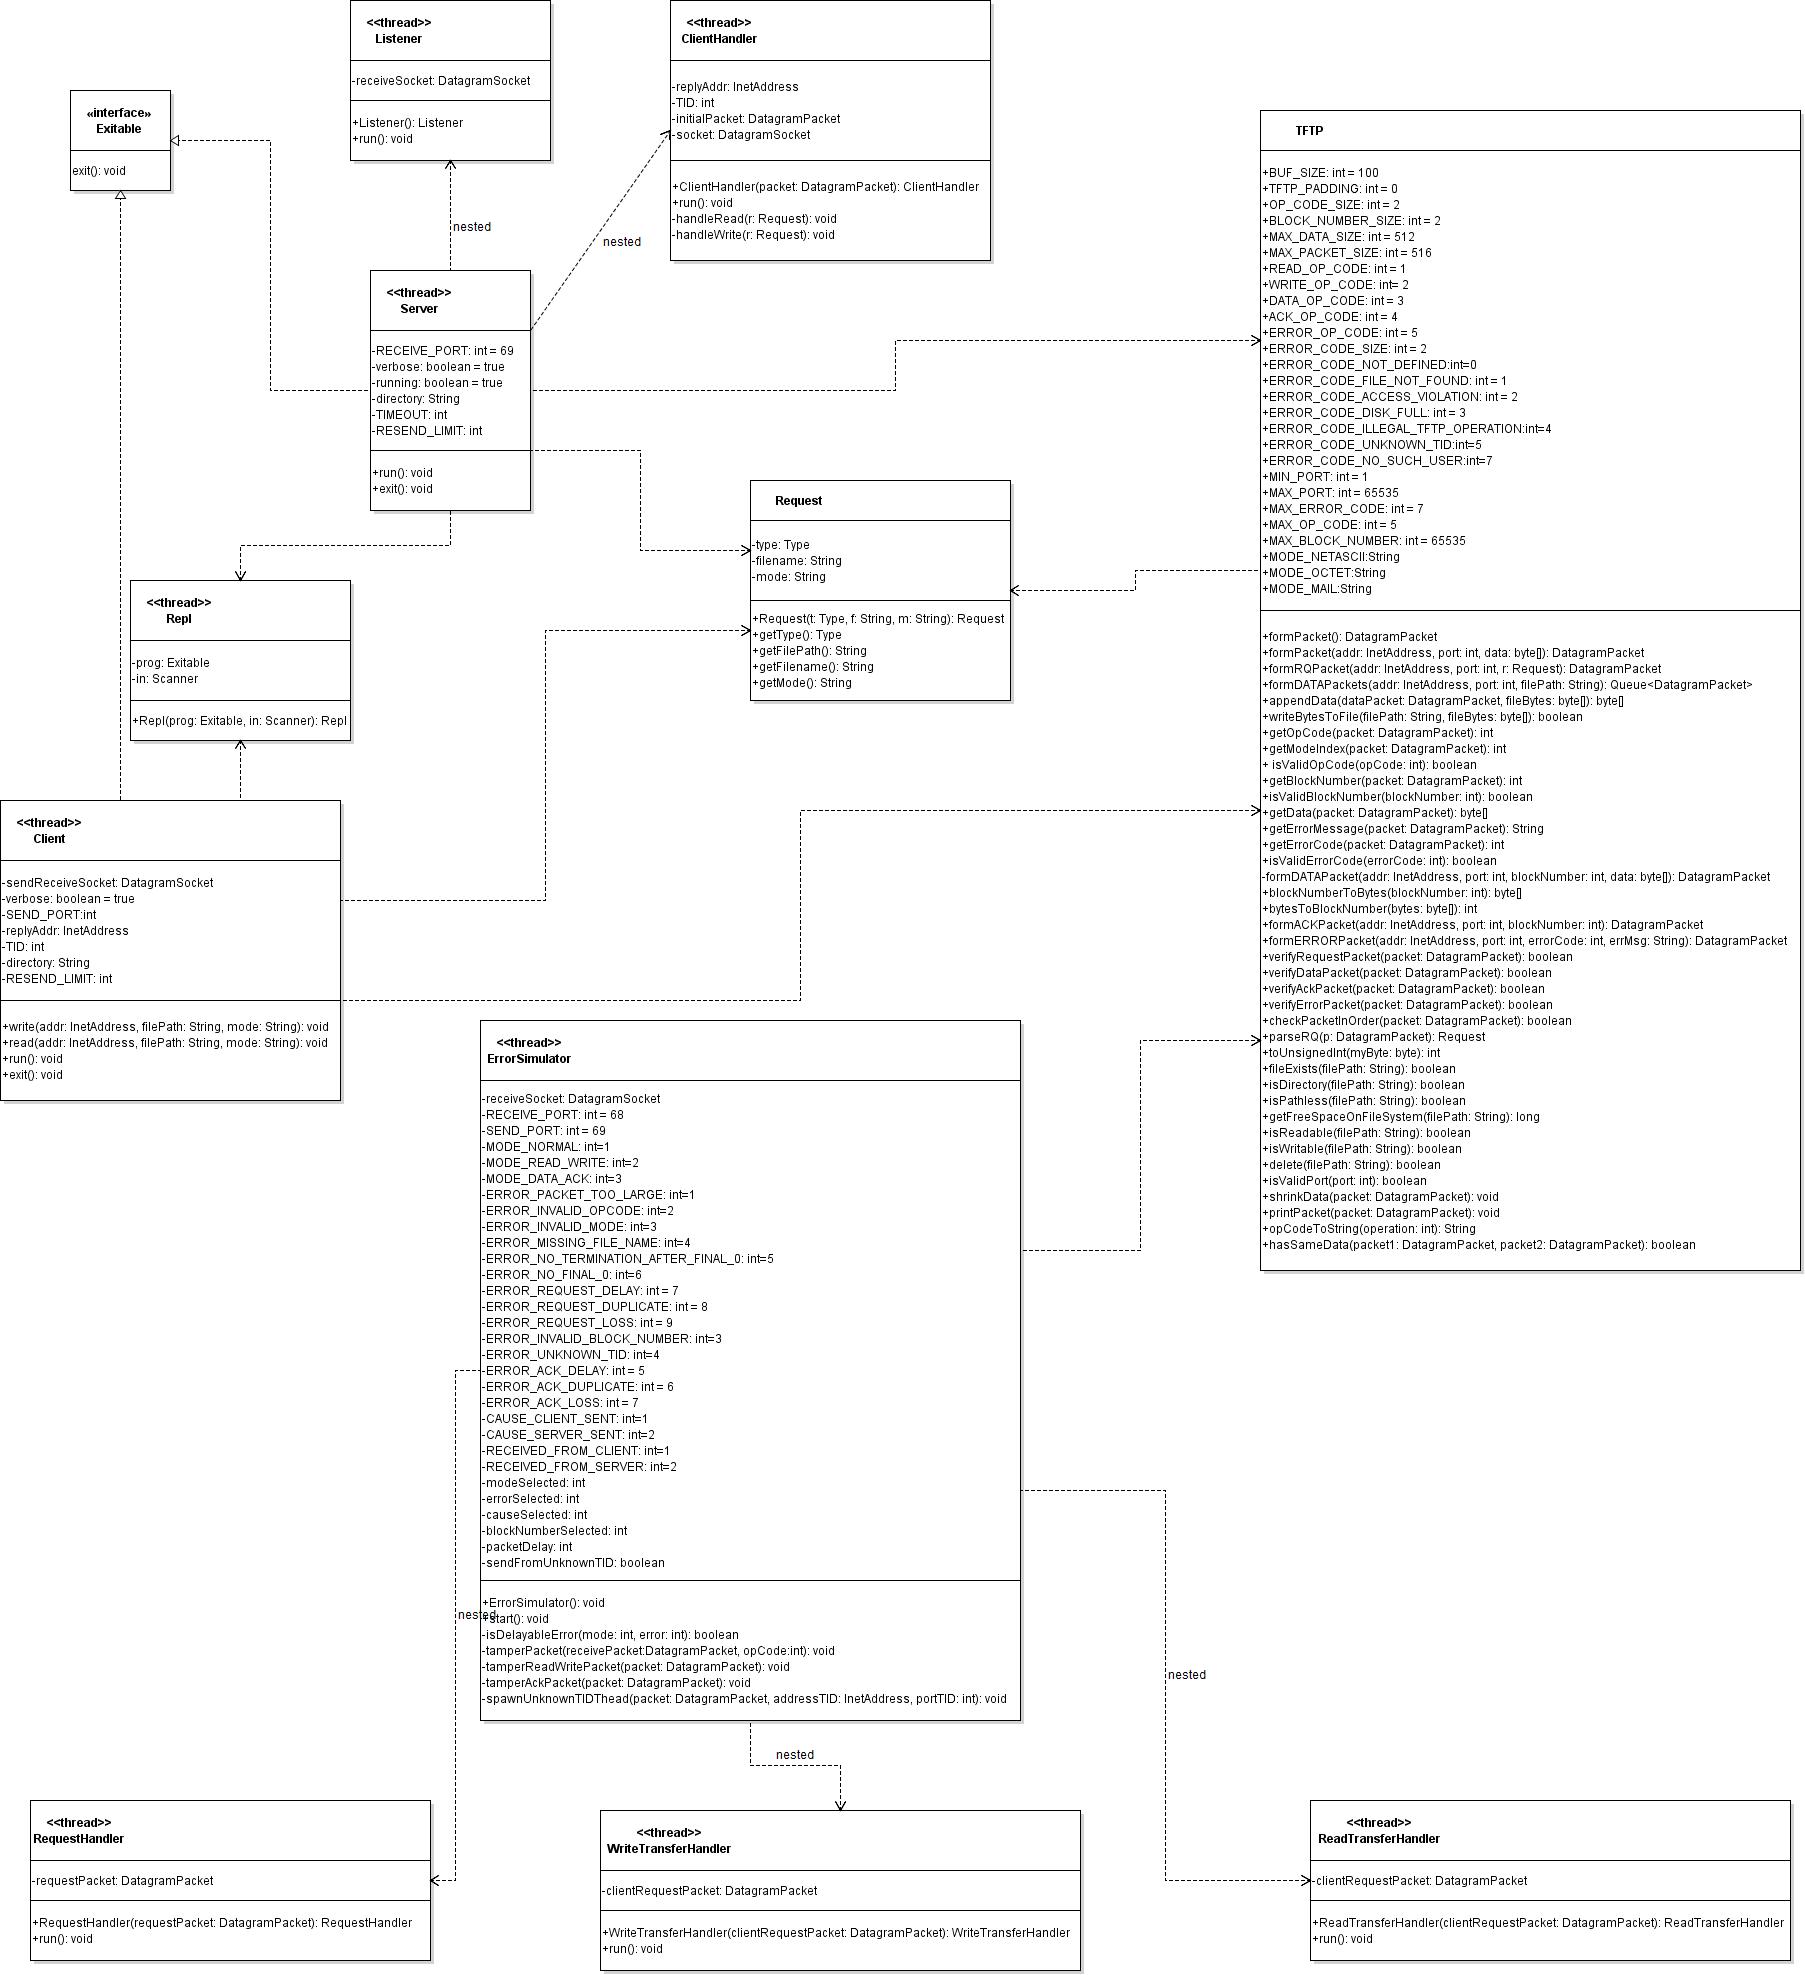 <<thread>>
Listener
-receiveSocket: DatagramSocket
+Listener(): Listener
+run(): void
<<thread>>
ClientHandler
-replyAddr: InetAddress
-TID: int
-initialPacket: DatagramPacket
-socket: DatagramSocket
+ClientHandler(packet: DatagramPacket): ClientHandler
+run(): void
-handleRead(r: Request): void
-handleWrite(r: Request): void
«interface»
Exitable
exit(): void
nested
nested
<<thread>>
Server
-RECEIVE_PORT: int = 69
-verbose: boolean = true
-running: boolean = true
-directory: String
-TIMEOUT: int
-RESEND_LIMIT: int
+run(): void
+exit(): void
TFTP
+BUF_SIZE: int = 100
+TFTP_PADDING: int = 0
+OP_CODE_SIZE: int = 2
+BLOCK_NUMBER_SIZE: int = 2
+MAX_DATA_SIZE: int = 512
+MAX_PACKET_SIZE: int = 516
+READ_OP_CODE: int = 1
+WRITE_OP_CODE: int= 2
+DATA_OP_CODE: int = 3
+ACK_OP_CODE: int = 4
+ERROR_OP_CODE: int = 5
+ERROR_CODE_SIZE: int = 2
+ERROR_CODE_NOT_DEFINED:int=0
+ERROR_CODE_FILE_NOT_FOUND: int = 1
+ERROR_CODE_ACCESS_VIOLATION: int = 2
+ERROR_CODE_DISK_FULL: int = 3
+ERROR_CODE_ILLEGAL_TFTP_OPERATION:int=4
+ERROR_CODE_UNKNOWN_TID:int=5
+ERROR_CODE_NO_SUCH_USER:int=7
+MIN_PORT: int = 1
+MAX_PORT: int = 65535
+MAX_ERROR_CODE: int = 7
+MAX_OP_CODE: int = 5
+MAX_BLOCK_NUMBER: int = 65535
+MODE_NETASCII:String
+MODE_OCTET:String
+MODE_MAIL:String
+formPacket(): DatagramPacket
+formPacket(addr: InetAddress, port: int, data: byte[]): DatagramPacket
+formRQPacket(addr: InetAddress, port: int, r: Request): DatagramPacket
+formDATAPackets(addr: InetAddress, port: int, filePath: String): Queue<DatagramPacket>
+appendData(dataPacket: DatagramPacket, fileBytes: byte[]): byte[]
+writeBytesToFile(filePath: String, fileBytes: byte[]): boolean
+getOpCode(packet: DatagramPacket): int
+getModeIndex(packet: DatagramPacket): int
+ isValidOpCode(opCode: int): boolean
+getBlockNumber(packet: DatagramPacket): int
+isValidBlockNumber(blockNumber: int): boolean
+getData(packet: DatagramPacket): byte[]
+getErrorMessage(packet: DatagramPacket): String
+getErrorCode(packet: DatagramPacket): int
+isValidErrorCode(errorCode: int): boolean
-formDATAPacket(addr: InetAddress, port: int, blockNumber: int, data: byte[]): DatagramPacket
+blockNumberToBytes(blockNumber: int): byte[]
+bytesToBlockNumber(bytes: byte[]): int
+formACKPacket(addr: InetAddress, port: int, blockNumber: int): DatagramPacket
+formERRORPacket(addr: InetAddress, port: int, errorCode: int, errMsg: String): DatagramPacket
+verifyRequestPacket(packet: DatagramPacket): boolean
+verifyDataPacket(packet: DatagramPacket): boolean
+verifyAckPacket(packet: DatagramPacket): boolean
+verifyErrorPacket(packet: DatagramPacket): boolean
+checkPacketInOrder(packet: DatagramPacket): boolean
+parseRQ(p: DatagramPacket): Request
+toUnsignedInt(myByte: byte): int
+fileExists(filePath: String): boolean
+isDirectory(filePath: String): boolean
+isPathless(filePath: String): boolean
+getFreeSpaceOnFileSystem(filePath: String): long
+isReadable(filePath: String): boolean
+isWritable(filePath: String): boolean
+delete(filePath: String): boolean
+isValidPort(port: int): boolean
+shrinkData(packet: DatagramPacket): void
+printPacket(packet: DatagramPacket): void
+opCodeToString(operation: int): String
+hasSameData(packet1: DatagramPacket, packet2: DatagramPacket): boolean
Request
-type: Type
-filename: String
-mode: String
+Request(t: Type, f: String, m: String): Request
+getType(): Type
+getFilePath(): String
+getFilename(): String
+getMode(): String
<<thread>>
Repl
-prog: Exitable
-in: Scanner
+Repl(prog: Exitable, in: Scanner): Repl
<<thread>>
Client
-sendReceiveSocket: DatagramSocket
-verbose: boolean = true
-SEND_PORT:int
-replyAddr: InetAddress
-TID: int
-directory: String
-RESEND_LIMIT: int
+write(addr: InetAddress, filePath: String, mode: String): void
+read(addr: InetAddress, filePath: String, mode: String): void
+run(): void
+exit(): void
<<thread>>
ErrorSimulator
-receiveSocket: DatagramSocket
-RECEIVE_PORT: int = 68
-SEND_PORT: int = 69
-MODE_NORMAL: int=1
-MODE_READ_WRITE: int=2
-MODE_DATA_ACK: int=3
-ERROR_PACKET_TOO_LARGE: int=1
-ERROR_INVALID_OPCODE: int=2
-ERROR_INVALID_MODE: int=3
-ERROR_MISSING_FILE_NAME: int=4
-ERROR_NO_TERMINATION_AFTER_FINAL_0: int=5
-ERROR_NO_FINAL_0: int=6
-ERROR_REQUEST_DELAY: int = 7
-ERROR_REQUEST_DUPLICATE: int = 8
-ERROR_REQUEST_LOSS: int = 9
-ERROR_INVALID_BLOCK_NUMBER: int=3
-ERROR_UNKNOWN_TID: int=4
-ERROR_ACK_DELAY: int = 5
-ERROR_ACK_DUPLICATE: int = 6
-ERROR_ACK_LOSS: int = 7
-CAUSE_CLIENT_SENT: int=1
-CAUSE_SERVER_SENT: int=2
-RECEIVED_FROM_CLIENT: int=1
-RECEIVED_FROM_SERVER: int=2
-modeSelected: int
-errorSelected: int
-causeSelected: int
-blockNumberSelected: int
-packetDelay: int
-sendFromUnknownTID: boolean
+ErrorSimulator(): void
+start(): void
-isDelayableError(mode: int, error: int): boolean
-tamperPacket(receivePacket:DatagramPacket, opCode:int): void
-tamperReadWritePacket(packet: DatagramPacket): void
-tamperAckPacket(packet: DatagramPacket): void
-spawnUnknownTIDThead(packet: DatagramPacket, addressTID: InetAddress, portTID: int): void
nested
nested
nested
<<thread>>
RequestHandler
-requestPacket: DatagramPacket
+RequestHandler(requestPacket: DatagramPacket): RequestHandler
+run(): void
<<thread>>
WriteTransferHandler
-clientRequestPacket: DatagramPacket
+WriteTransferHandler(clientRequestPacket: DatagramPacket): WriteTransferHandler
+run(): void
<<thread>>
ReadTransferHandler
-clientRequestPacket: DatagramPacket
+ReadTransferHandler(clientRequestPacket: DatagramPacket): ReadTransferHandler
+run(): void